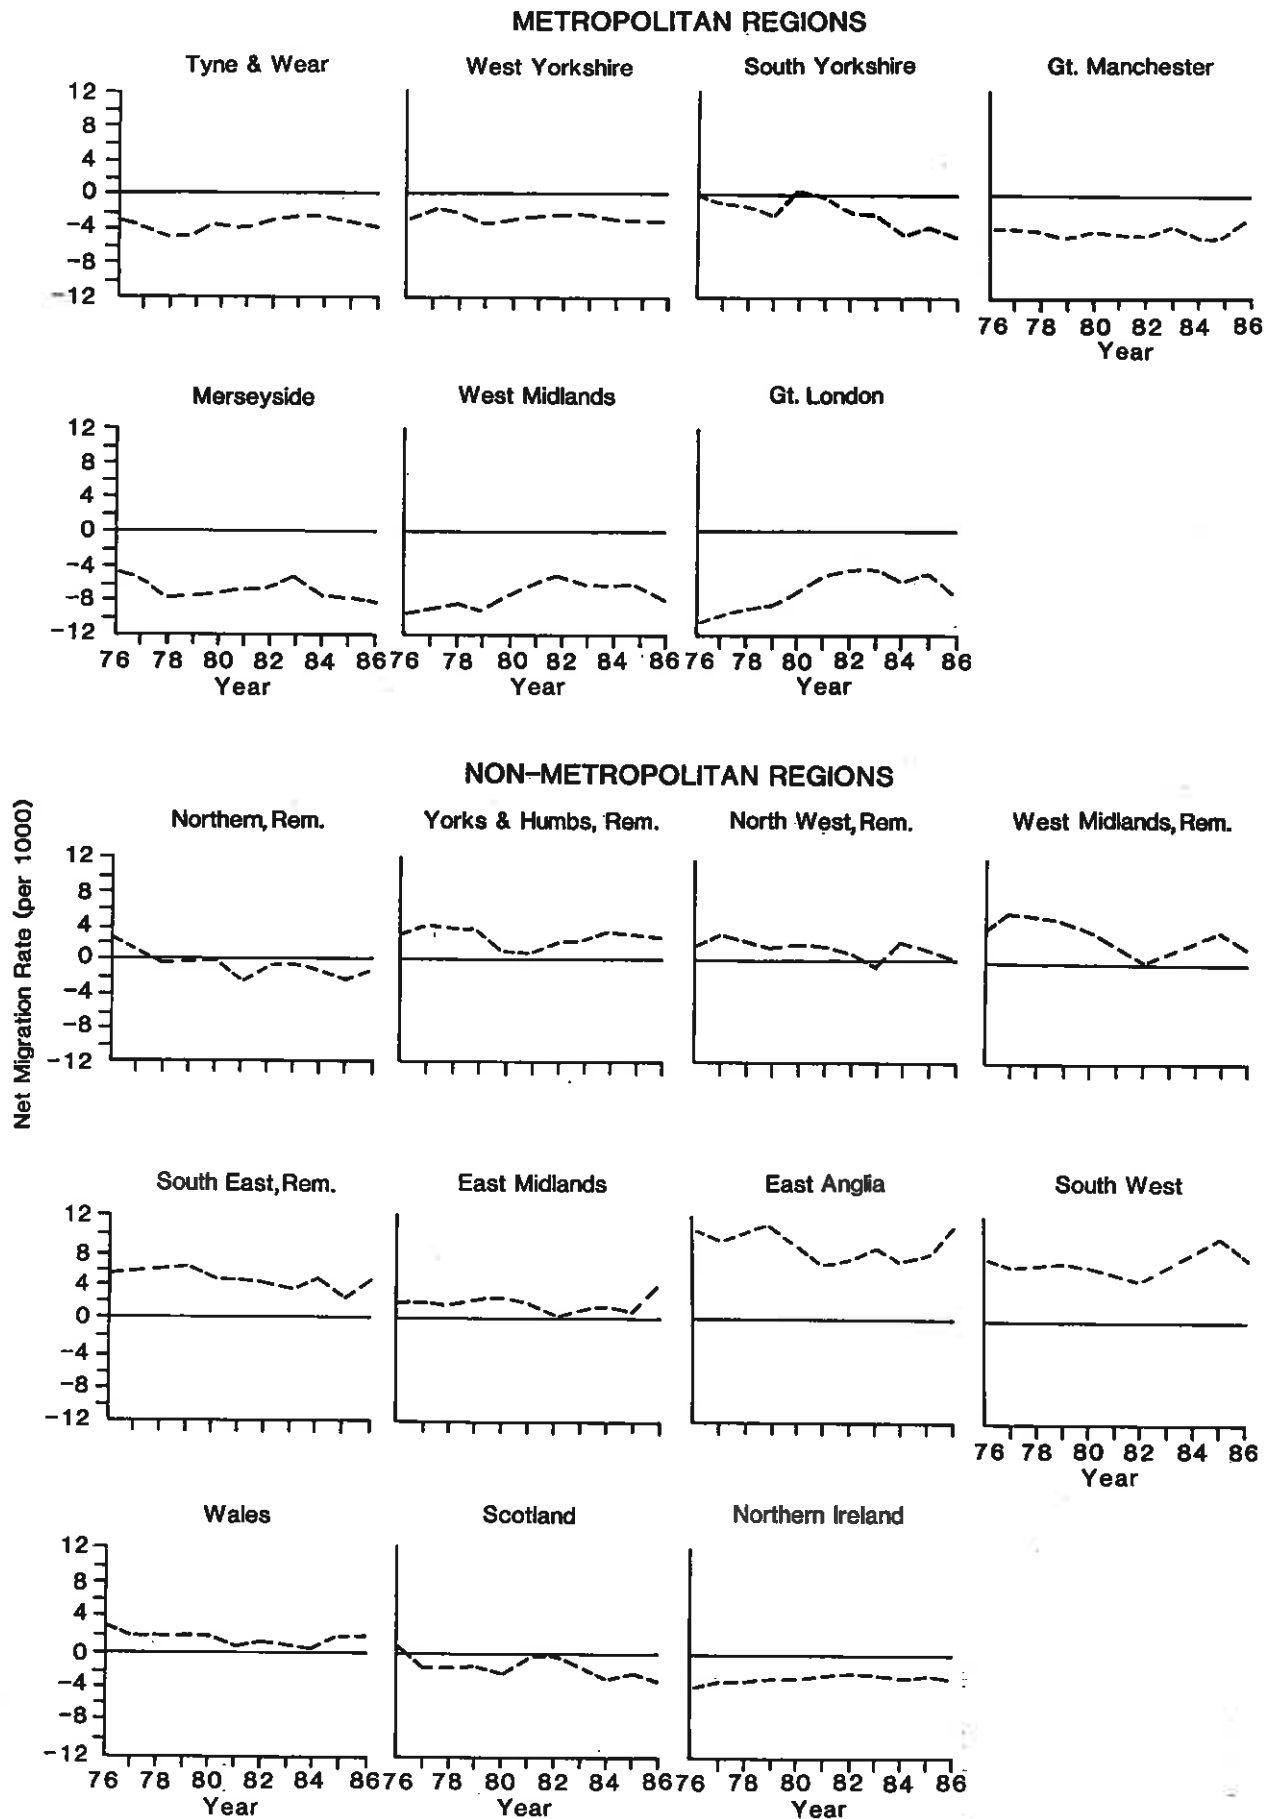 METROPOLITAN REGIONS
Tyne & Wear West Yorkshire South Yorkshire Gt. Manchester
12
8
4
0
-4
-8
-12
76 78 80 82 84 86
Year
Merseyside West Midlands Gt. London
12
8
4
0
-4
-8
-12
76 78 80 82 84 86 76 78 80 82 84 86 76 78 80 82 84 86
Year Year Year
NON-METROPOLITAN REGIONS
Net Migration Rate (per 1000)
Northern, Rem. Yorks & Humbs, Rem. North West, Rem. West Midlands, Rem.
12
8
4
0
-4
-8
-12
South East, Rem. East Midlands East Anglia South West
12
8
4
0
-4
-8
-12
76 78 80 82 84 86
Year
Wales Scotland Northern Ireland
12
8
4
0
-4
-8
-12
76 78 80 82 84 86 76 78 80 82 84 86 76 78 80 82 84 86
Year Year Year